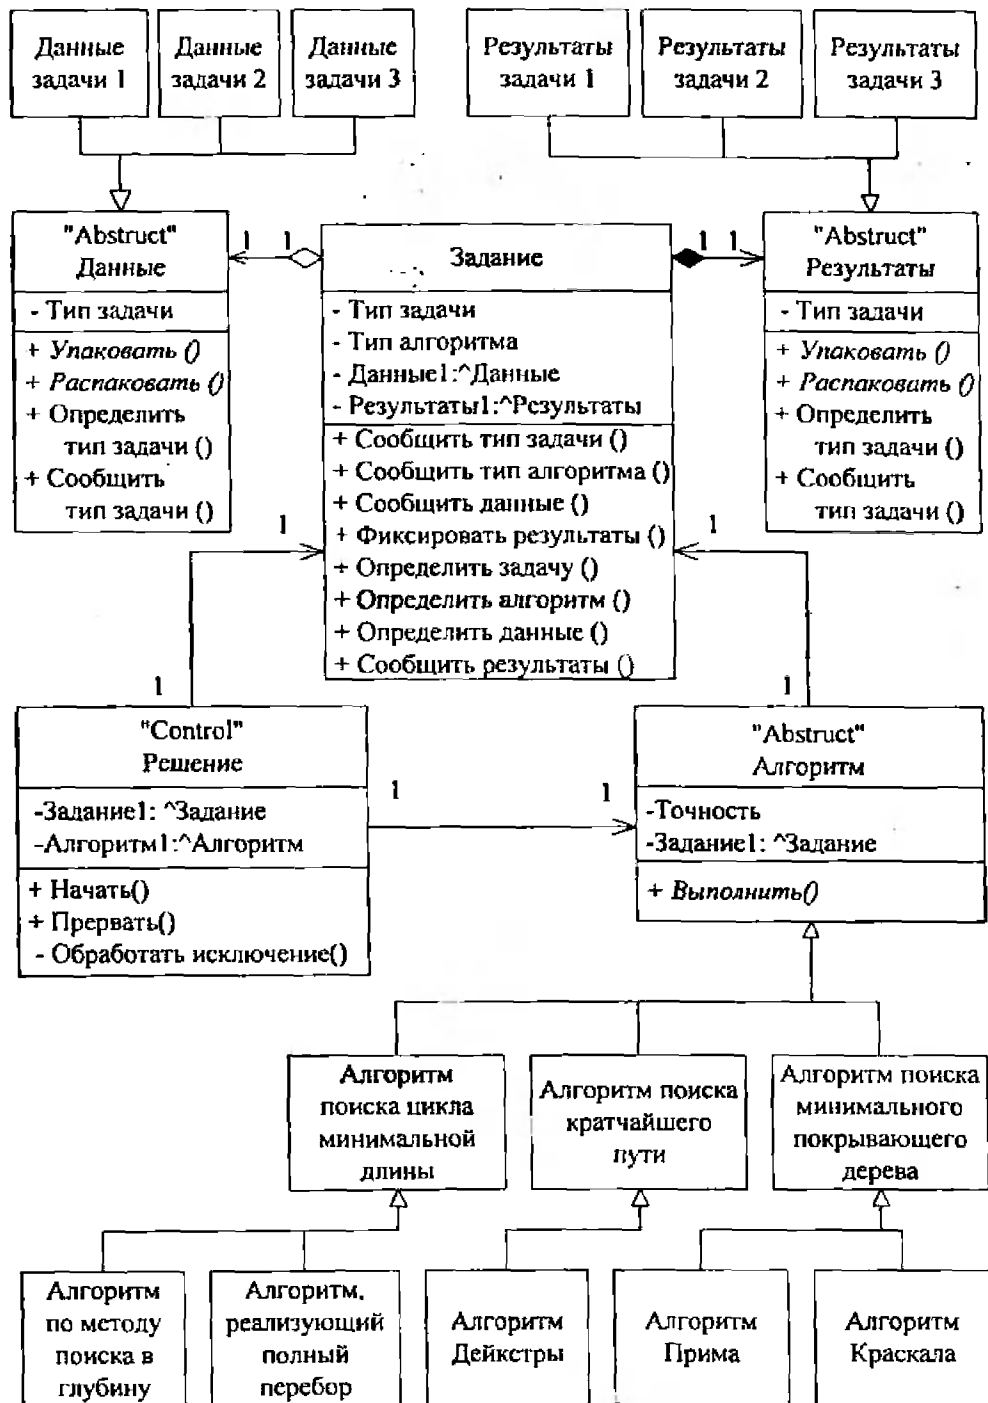 Данные
задачи 1
Данные
задачи 2
Данные
задачи 3
Результаты
задачи 1
Результаты
задачи 2
Результаты
задачи 3
"Abstruct"
Данные
- Тип задачи
+ Упаковать ()
+ Распаковать ()
+ Определить
тип задачи ()
+ Сообщить
тип задачи ()
1
1
Задание
- Тип задачи
- Тип алгоритма
- Данные1:^Данные
- Результаты1:^Результаты
+ Сообщить тип задачи ()
+ Сообщить тип алгоритма ()
+ Сообщить данные ()
+ Фиксировать результаты ()
+ Определить задачу ()
+ Определить алгоритм ()
+ Определить данные ()
+ Сообщить результаты ()
1
1
"Abstruct"
Результаты
- Тип задачи
+ Упаковать ()
+ Распаковать ()
+ Определить
тип задачи ()
+ Сообщить
тип задачи ()
1
1
1
1
"Control"
Решение
-Задание1: ^Задание
-Алгоритм1:^Алгоритм
+ Начать()
+ Прервать()
- Обработать исключение()
1
1
"Abstruct"
Алгоритм
-Точность
-Задание1: ^Задание
+ Выполнить()
Алгоритм
поиска цикла
минимальной
длины
Алгоритм поиска
кратчайшего
пути
Алгоритм поиска
минимального
покрывающего
дерева
Алгоритм
по методу
поиска в
глубину
Алгоритм,
реализующий
полный
перебор
Алгоритм
Дейкстры
Алгоритм
Прима
Алгоритм
Краскала